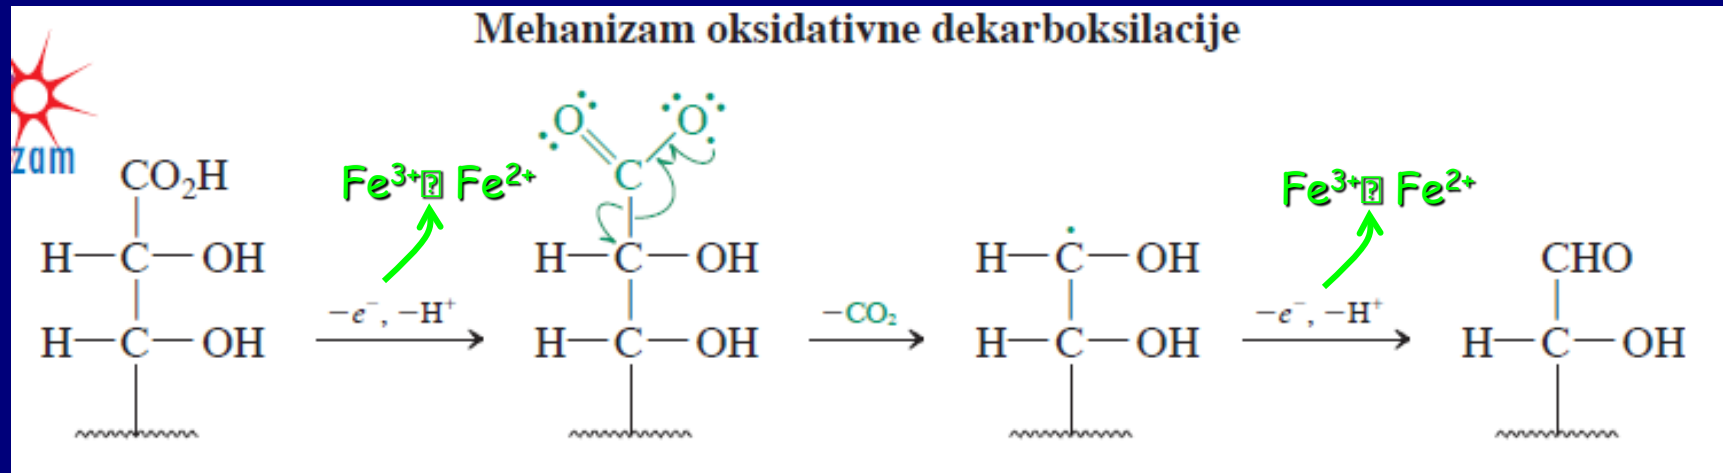 Mehanizam oksidativne dekarboksilacije
zam
CO₂H
H—C—OH
H—C—OH
Fe³⁺ Fe²⁺
−e⁻, −H⁺
O O
C
H—C—OH
H—C—OH
−CO₂
H—C—OH
H—C—OH
Fe³⁺ Fe²⁺
−e⁻, −H⁺
CHO
H—C—OH